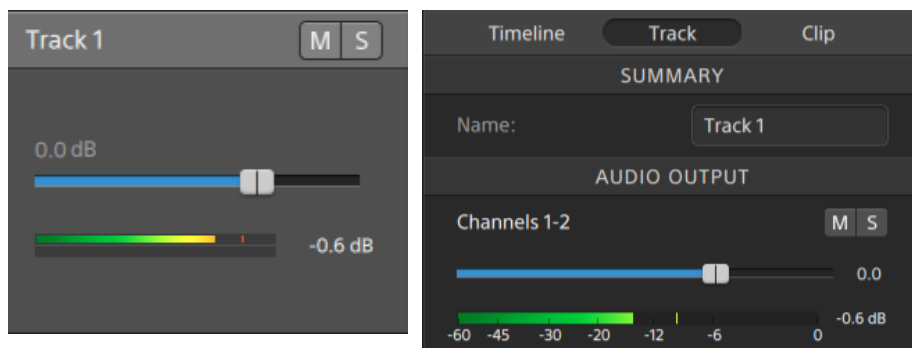 Track 1 M S
0.0 dB
-0.6 dB
Timeline Track Clip
SUMMARY
Name: Track 1
AUDIO OUTPUT
Channels 1-2 M S
0.0
-0.6 dB
-60 -45 -30 -20 -12 -6 0